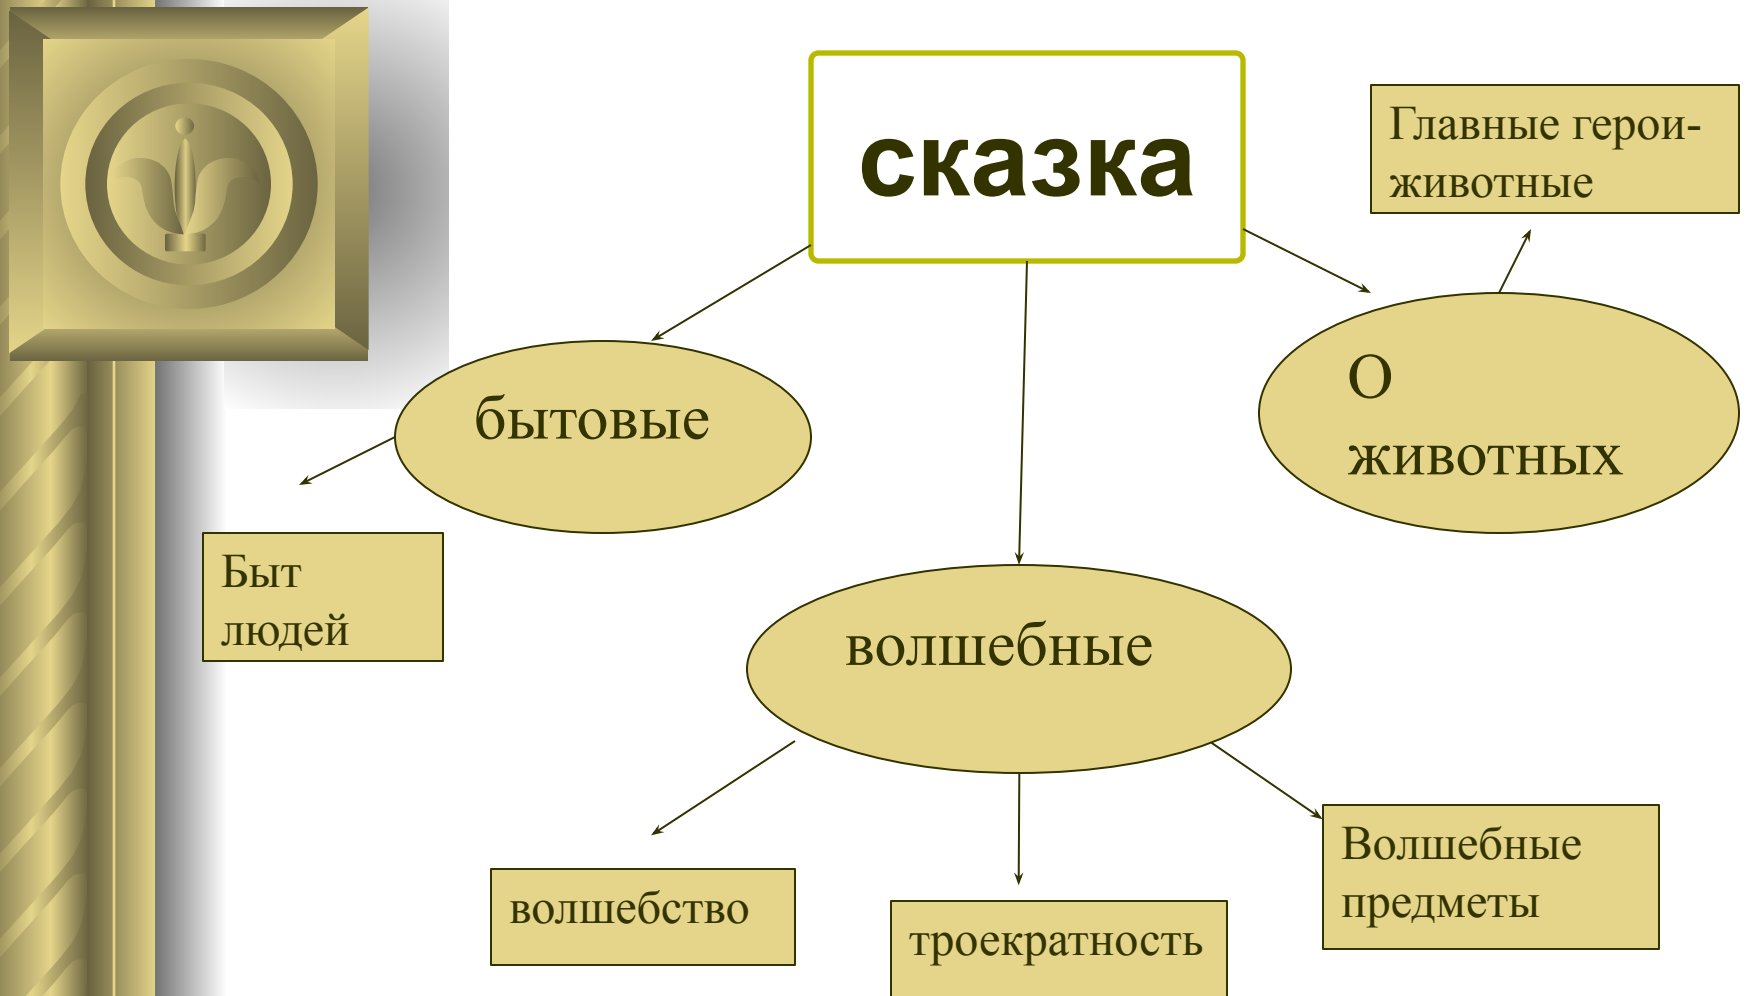 сказка
Главные герои-
животные
О
животных
бытовые
Быт
людей
волшебные
волшебство
троекратность
Волшебные
предметы